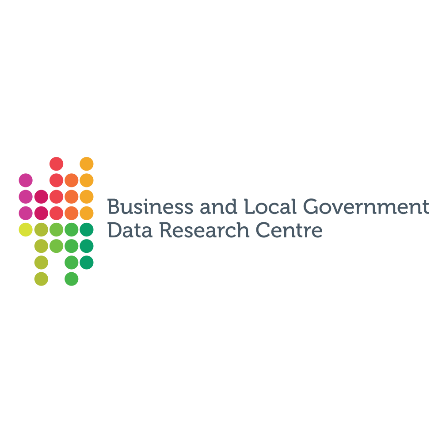 Business and Local Government
Data Research Centre